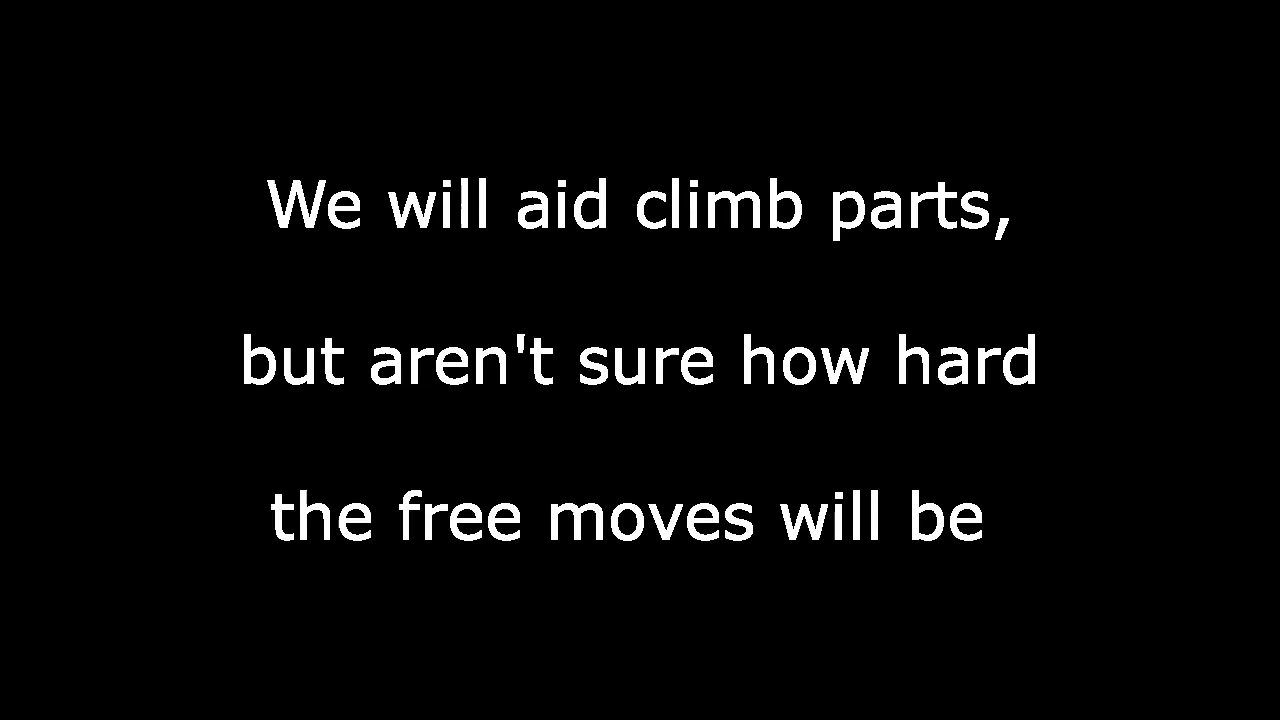 We will aid climb parts,
but aren't sure how hard
the free moves will be